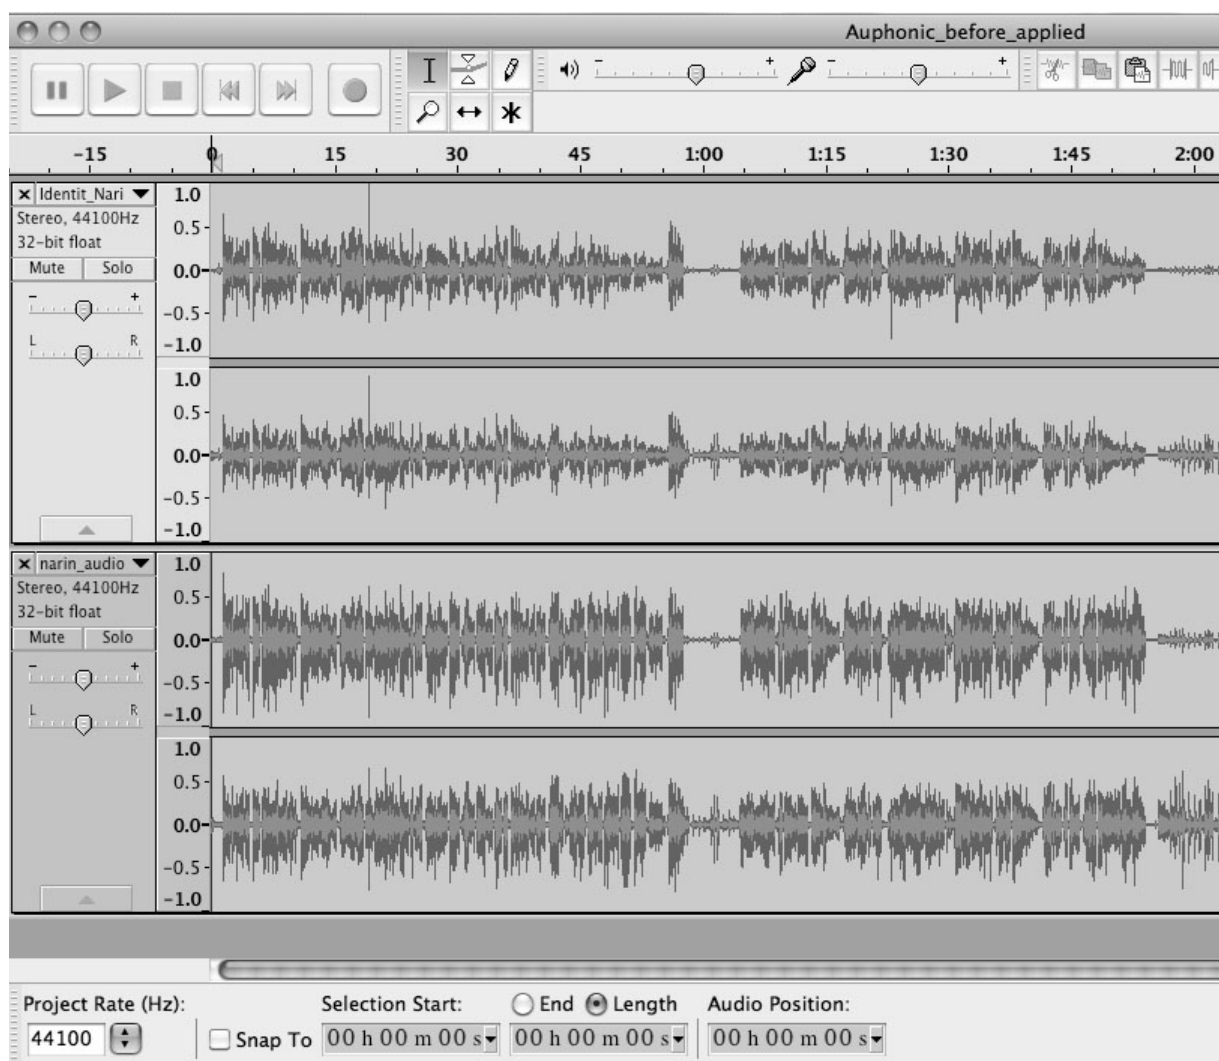 Auphonic_before_applied
-15 0 15 30 45 1:00 1:15 1:30 1:45 2:00
× Identit_Nari
Stereo, 44100Hz
32-bit float
Mute Solo
- +
L R
1.0
0.5-
0.0-
-0.5-
-1.0
1.0
0.5-
0.0-
-0.5-
-1.0
× narin_audio
Stereo, 44100Hz
32-bit float
Mute Solo
- +
L R
1.0
0.5-
0.0-
-0.5-
-1.0
1.0
0.5-
0.0-
-0.5-
-1.0
Project Rate (Hz): Selection Start: End Length Audio Position:
44100 Snap To 00 h 00 m 00 s 00 h 00 m 00 s 00 h 00 m 00 s